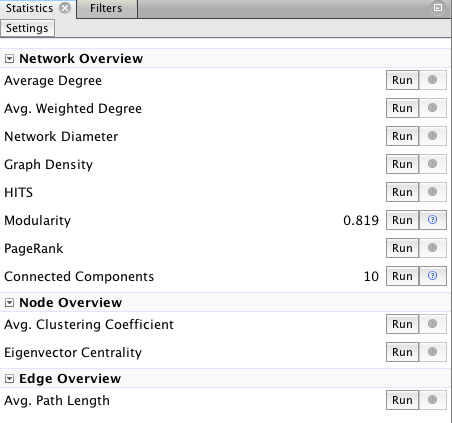 Statistics Filters
Settings
Network Overview
Average Degree Run
Avg. Weighted Degree Run
Network Diameter Run
Graph Density Run
HITS Run
Modularity 0.819 Run ?
PageRank Run
Connected Components 10 Run ?
Node Overview
Avg. Clustering Coefficient Run
Eigenvector Centrality Run
Edge Overview
Avg. Path Length Run